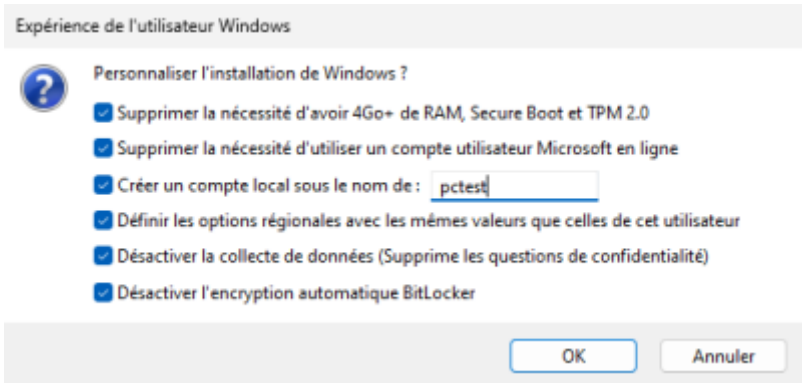 Expérience de l'utilisateur Windows
Personnaliser l'installation de Windows ?
Supprimer la nécessité d'avoir 4Go+ de RAM, Secure Boot et TPM 2.0
Supprimer la nécessité d'utiliser un compte utilisateur Microsoft en ligne
Créer un compte local sous le nom de : pctest
Définir les options régionales avec les mêmes valeurs que celles de cet utilisateur
Désactiver la collecte de données (Supprime les questions de confidentialité)
Désactiver l'encryption automatique BitLocker
OK Annuler